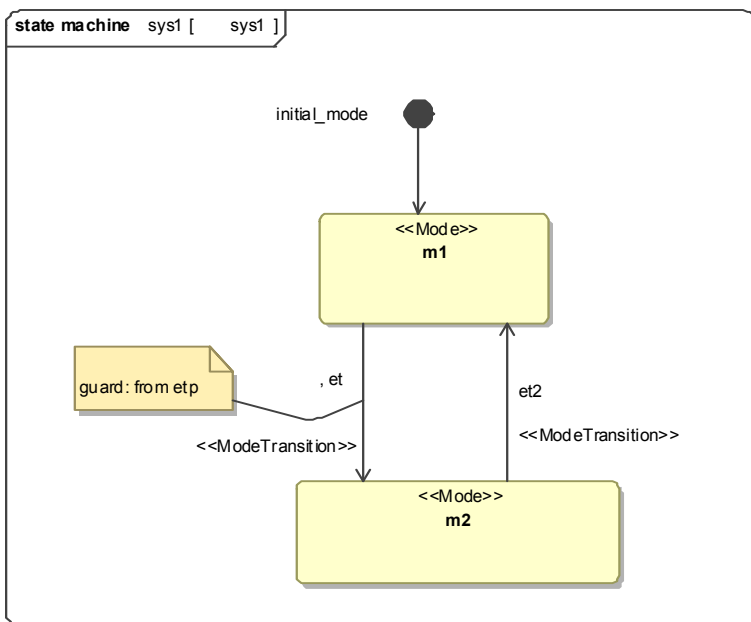 state machine sys1 [ sys1 ]
initial_mode
<<Mode>>
m1
, et
guard: from etp
et2
<<ModeTransition>>
<<ModeTransition>>
<<Mode>>
m2